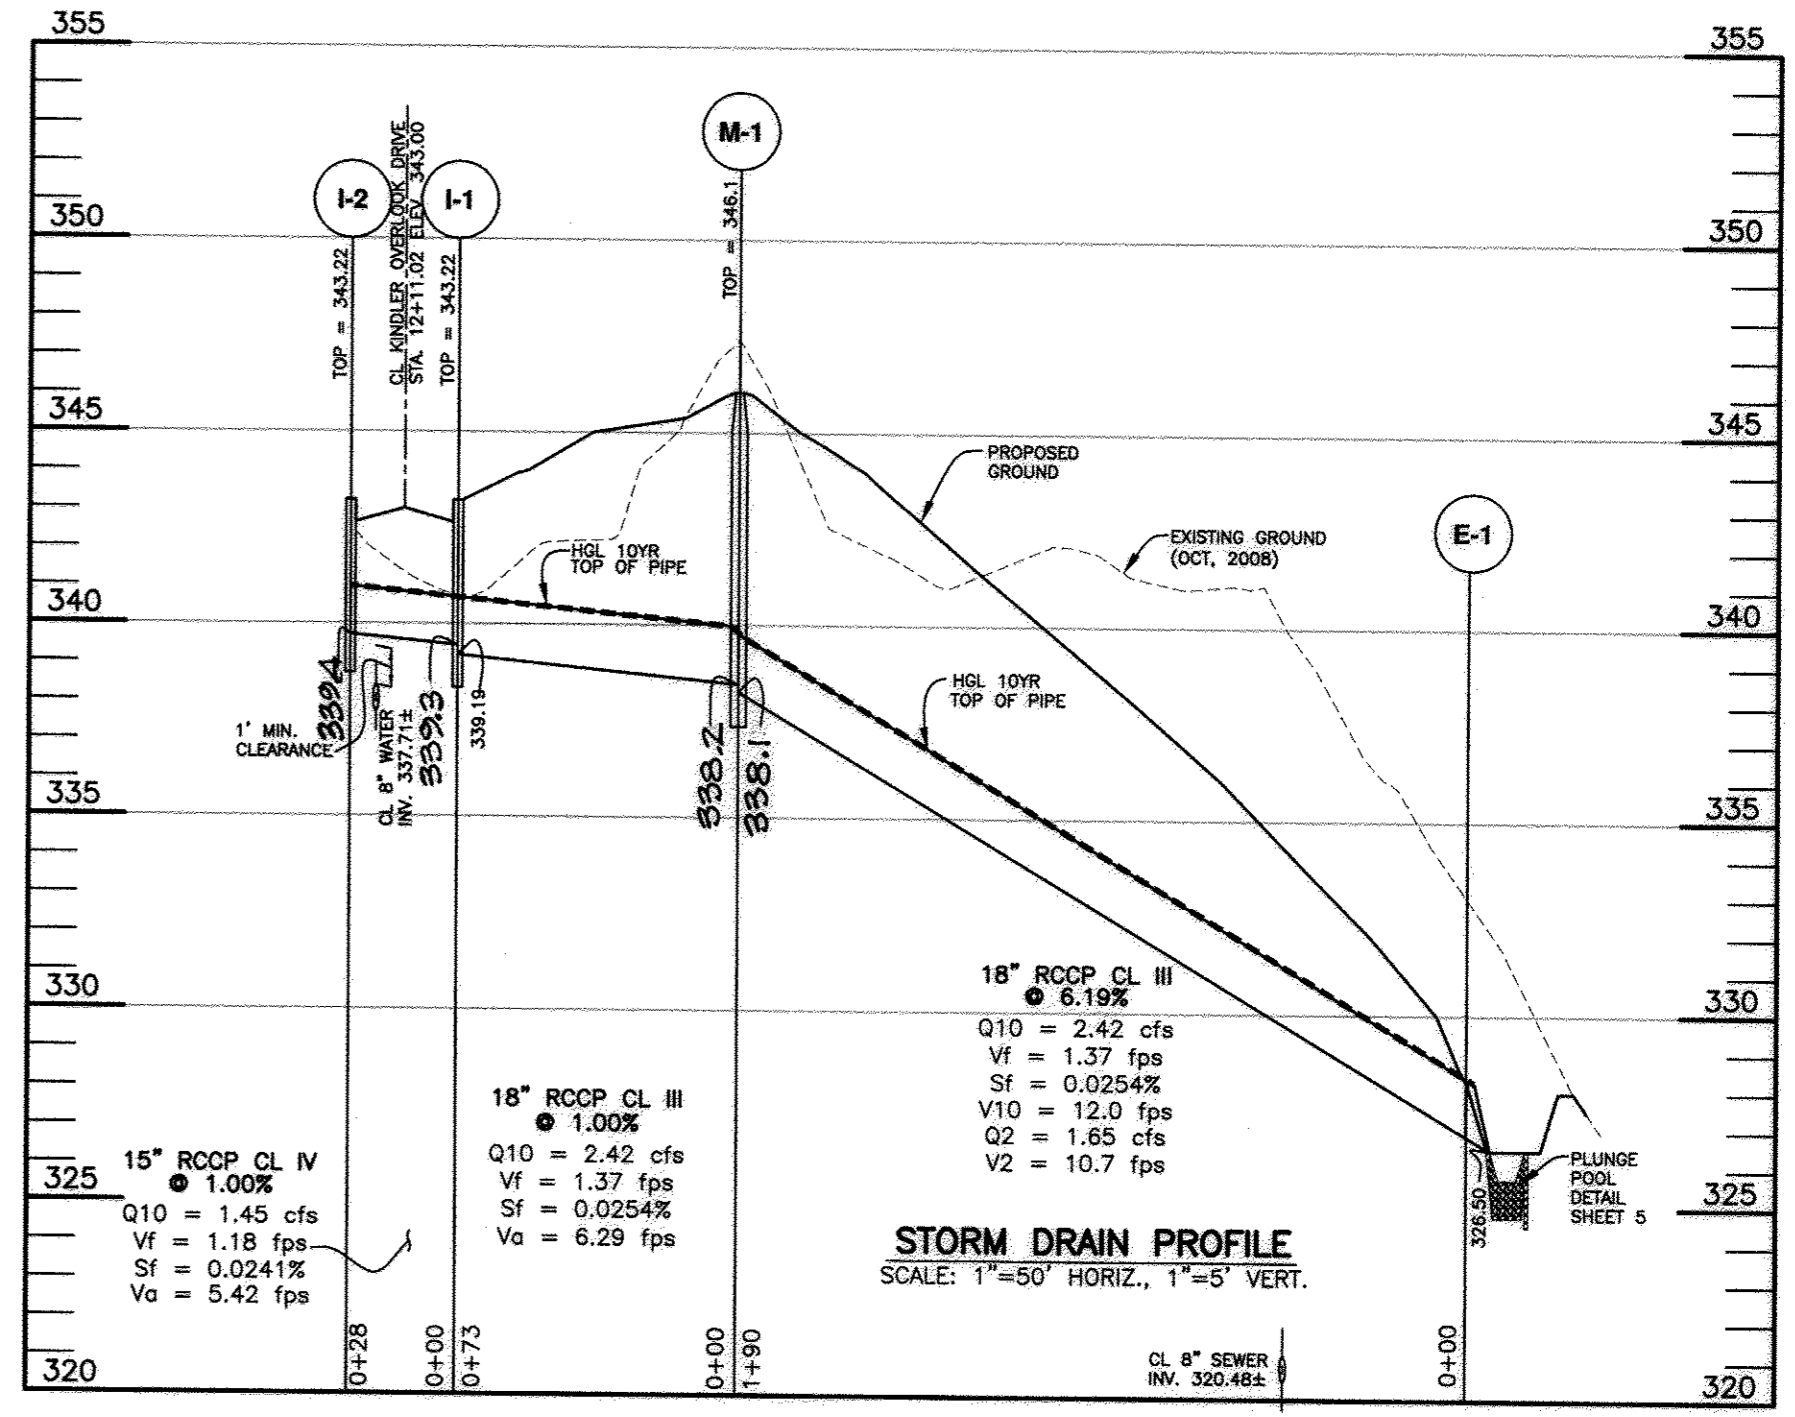 355
355
350
350
345
345
340
340
335
335
330
330
325
325
320
320
I-2
TOP = 343.22
CL KINDLER OVERLOOK DRIVE
STA. 12+11.02 ELEV 343.00
I-1
TOP = 343.22
M-1
TOP = 346.1
E-1
PROPOSED
GROUND
EXISTING GROUND
(OCT, 2008)
HGL 10YR
TOP OF PIPE
HGL 10YR
TOP OF PIPE
1' MIN.
CLEARANCE
CL 8" WATER
INV. 337.71±
339.3
339.19
338.2
338.1
326.50
18" RCCP CL III
@ 6.19%
Q10 = 2.42 cfs
Vf = 1.37 fps
Sf = 0.0254%
V10 = 12.0 fps
Q2 = 1.65 cfs
V2 = 10.7 fps
18" RCCP CL III
@ 1.00%
Q10 = 2.42 cfs
Vf = 1.37 fps
Sf = 0.0254%
Va = 6.29 fps
15" RCCP CL IV
@ 1.00%
Q10 = 1.45 cfs
Vf = 1.18 fps
Sf = 0.0241%
Va = 5.42 fps
PLUNGE
POOL
DETAIL
SHEET 5
STORM DRAIN PROFILE
SCALE: 1"=50' HORIZ., 1"=5' VERT.
CL 8" SEWER
INV. 320.48±
0+28
0+00
0+73
0+00
1+90
0+00